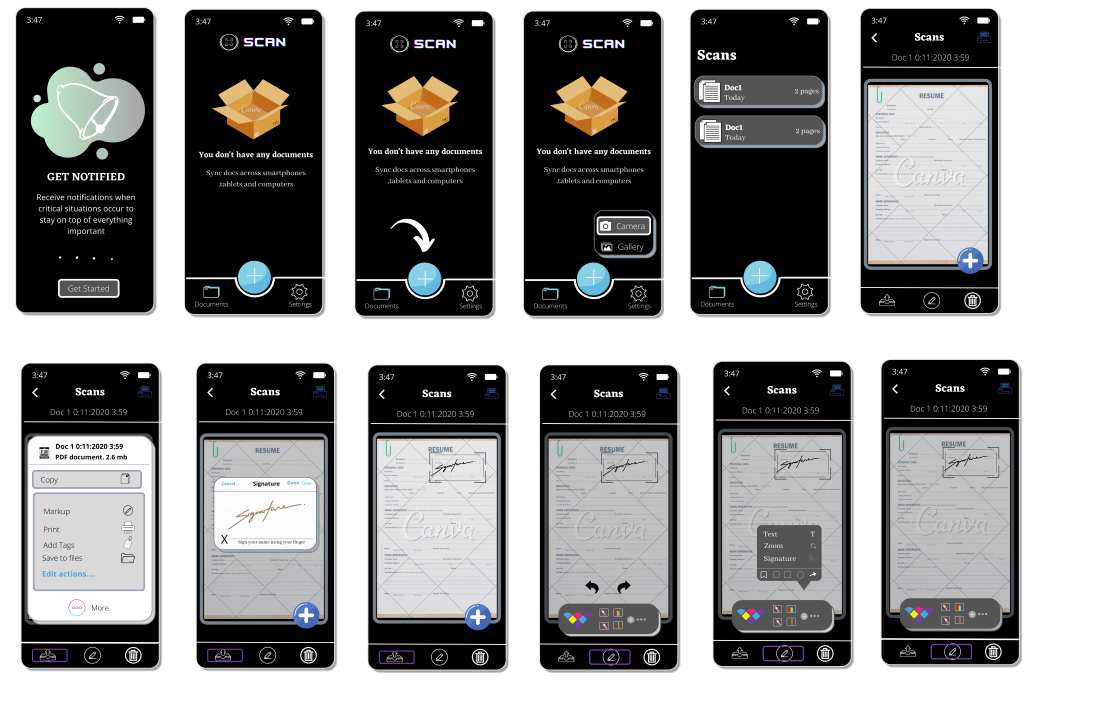 3:47
GET NOTIFIED
Receive notifications when
critical situations occur to
stay on top of everything
important
Get Started
3:47
SCAN
Canva
You don't have any documents
Sync docs across smartphones
,tablets and computers
Documents
Settings
3:47
SCAN
Canva
You don't have any documents
Sync docs across smartphones
,tablets and computers
Documents
Settings
3:47
SCAN
Canva
You don't have any documents
Sync docs across smartphones
,tablets and computers
Camera
Gallery
Documents
Settings
3:47
Scans
Doc1
Today
2 pages
Doc1
Today
2 pages
Documents
Settings
3:47
Scans
Doc 1 0:11:2020 3:59
RESUME
Canva
3:47
Scans
Doc 1 0:11:2020 3:59
Doc 1 0:11:2020 3:59
PDF document. 2.6 mb
Copy
Markup
Print
Add Tags
Save to files
Edit actions....
More
3:47
Scans
Doc 1 0:11:2020 3:59
RESUME
Cancel
Signature
Done Clear
Signature
X
Sign your name using your finger
3:47
Scans
Doc 1 0:11:2020 3:59
RESUME
Signature
Canva
3:47
Scans
Doc 1 0:11:2020 3:59
RESUME
Signature
Canva
3:47
Scans
Doc 1 0:11:2020 3:59
RESUME
Signature
Canva
Text
T
Zoom
Signature
3:47
Scans
Doc 1 0:11:2020 3:59
RESUME
Signature
Canva